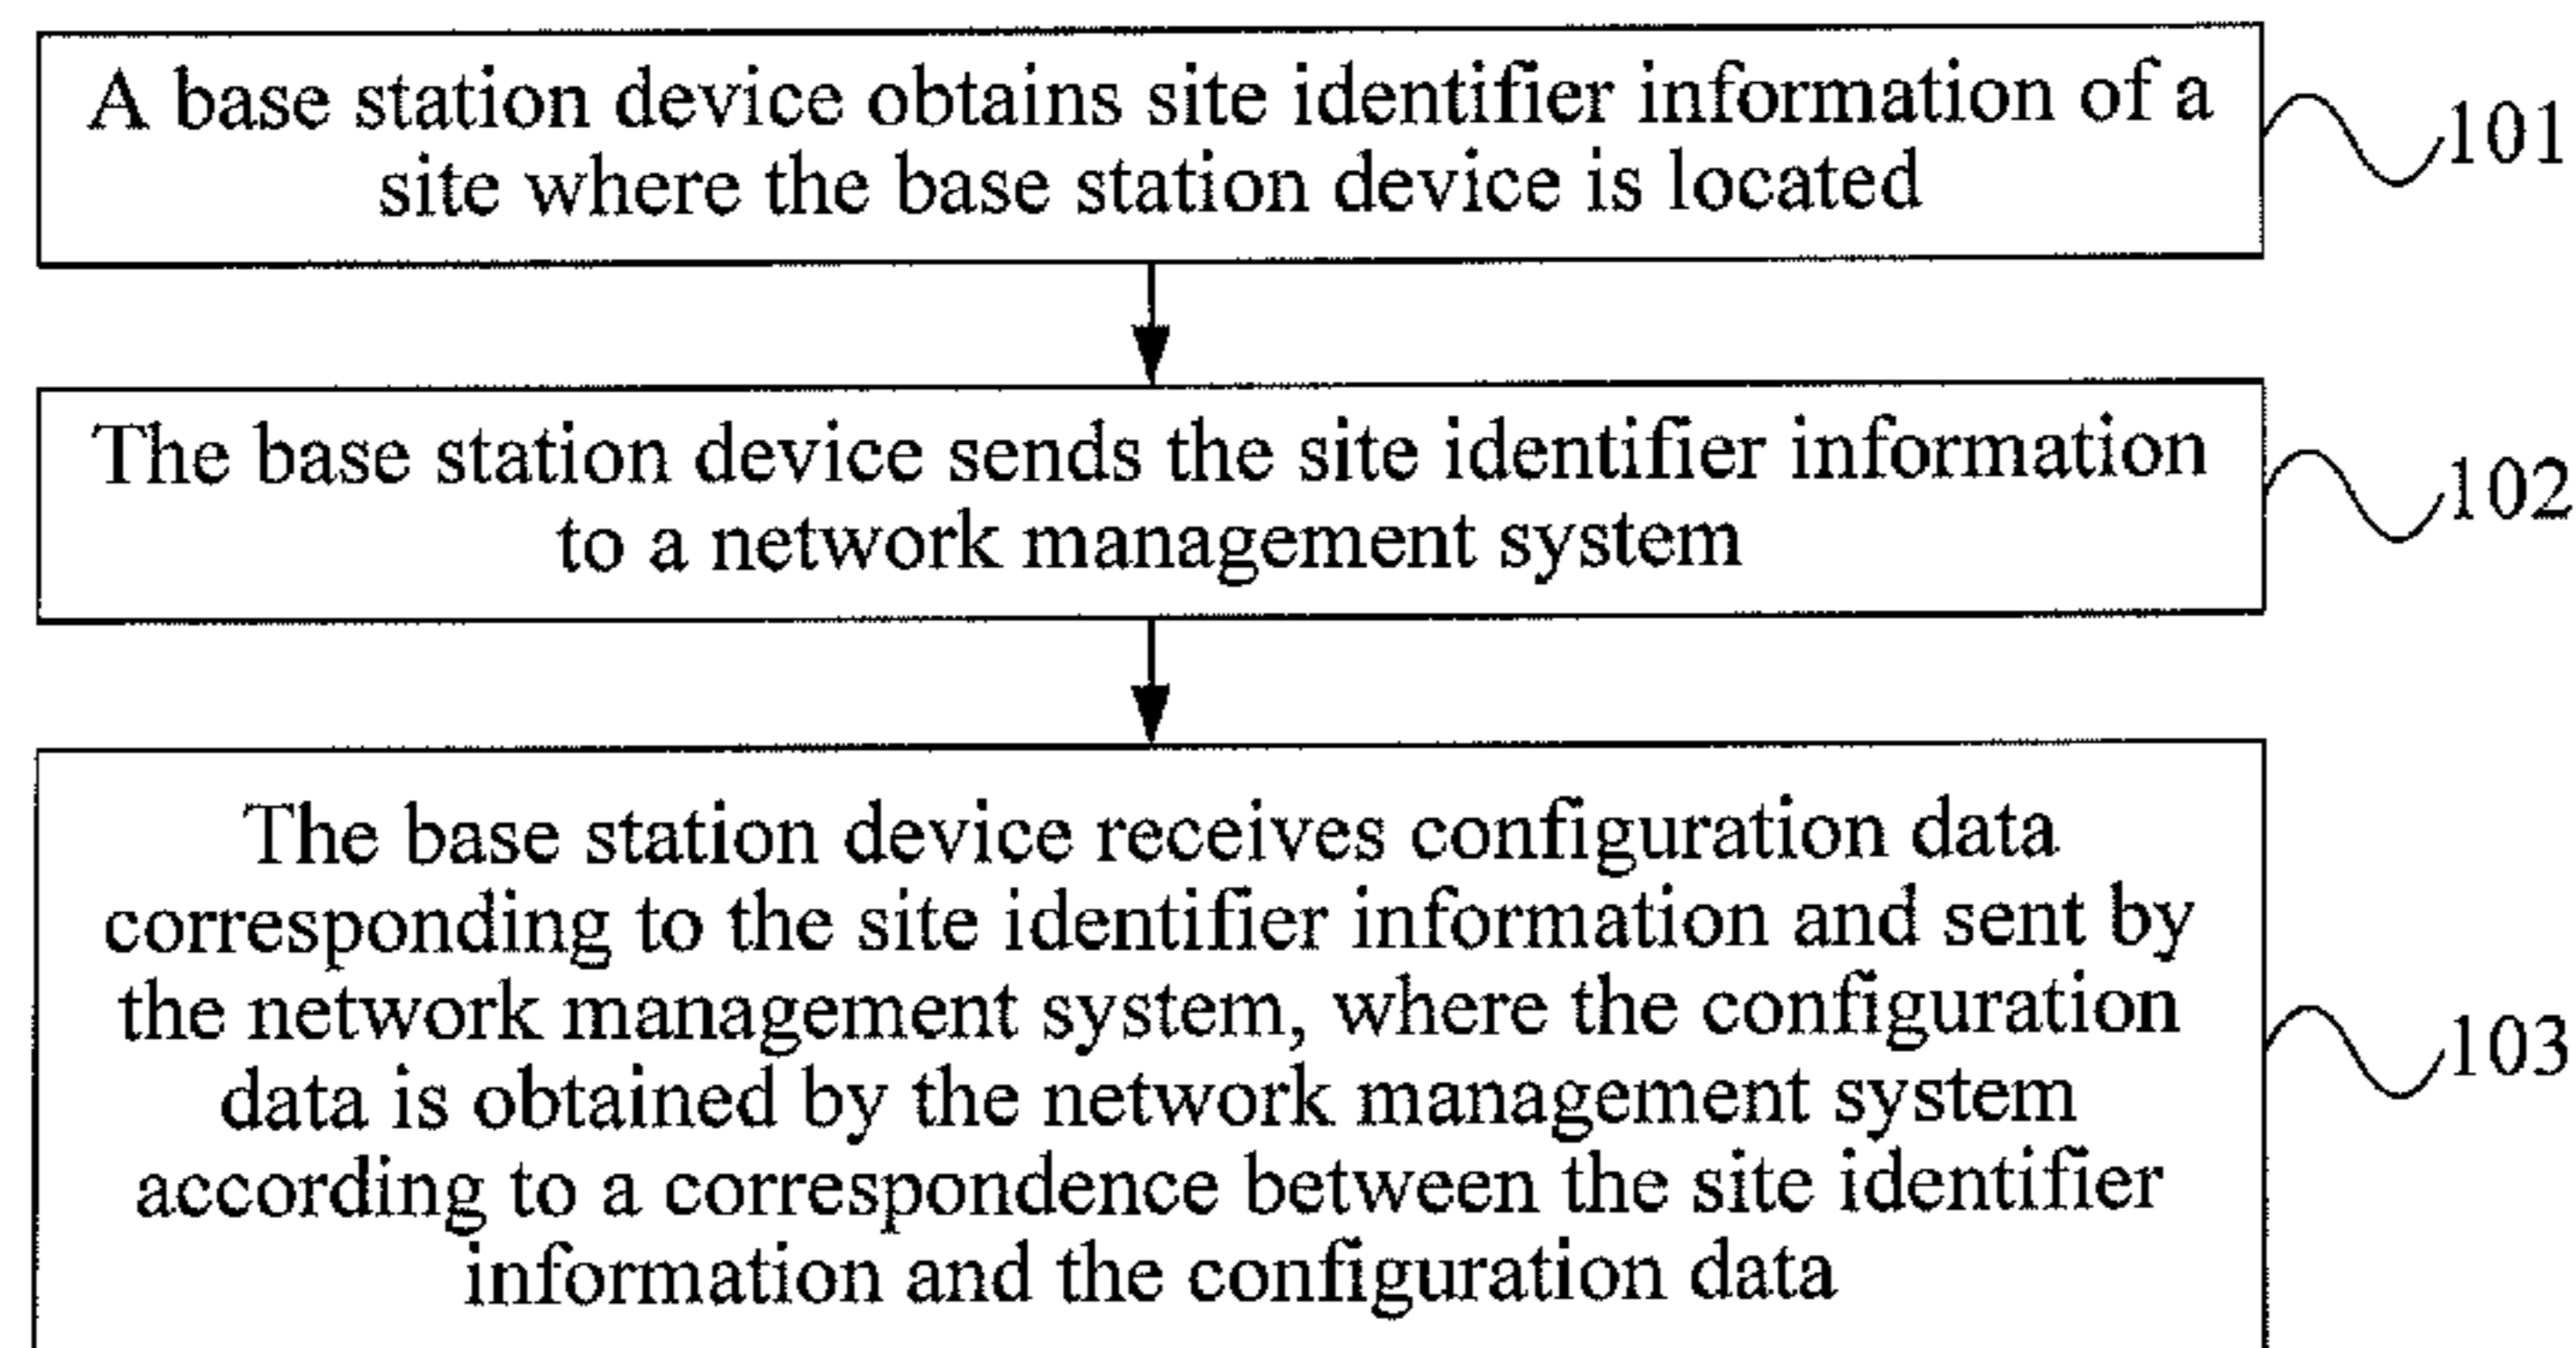 A base station device obtains site identifier information of a
site where the base station device is located
101
The base station device sends the site identifier information
to a network management system
102
The base station device receives configuration data
corresponding to the site identifier information and sent by
the network management system, where the configuration
data is obtained by the network management system
according to a correspondence between the site identifier
information and the configuration data
103